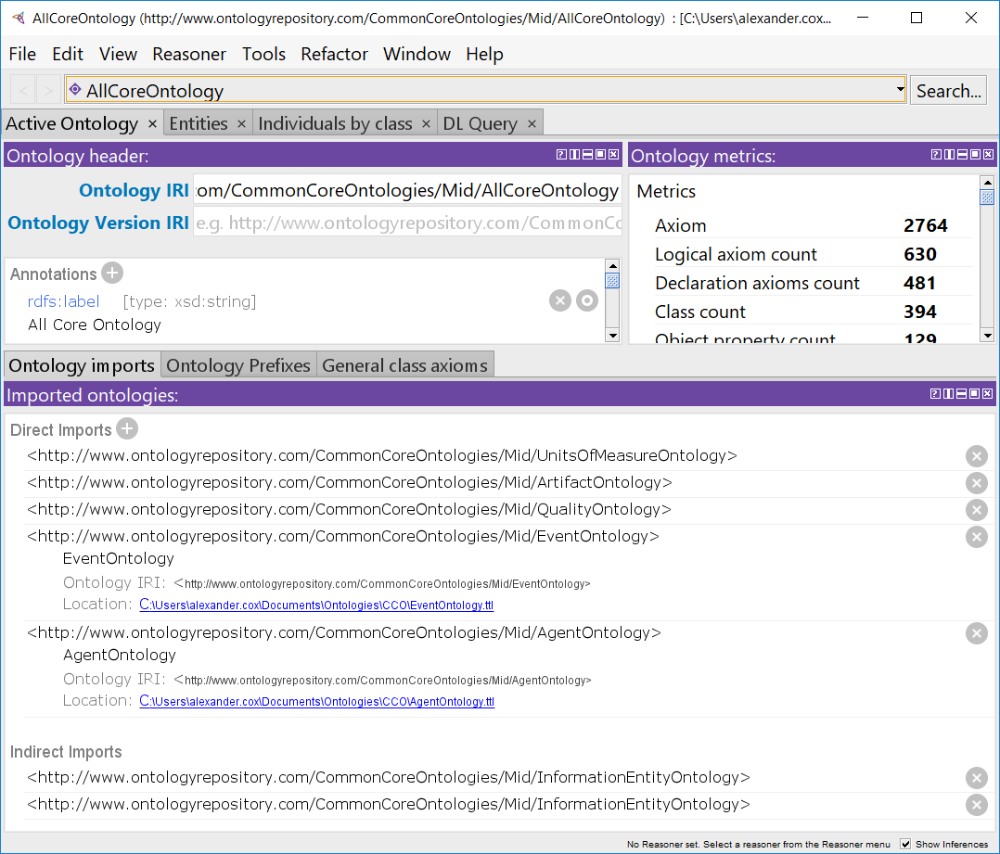 AllCoreOntology (http://www.ontologyrepository.com/CommonCoreOntologies/Mid/AllCoreOntology) : [C:\Users\alexander.cox...
File Edit View Reasoner Tools Refactor Window Help
< > AllCoreOntology Search...
Active Ontology × Entities × Individuals by class × DL Query ×
Ontology header:
Ontology IRI :om/CommonCoreOntologies/Mid/AllCoreOntology
Ontology Version IRI e.g. http://www.ontologyrepository.com/CommonCo
Annotations
rdfs:label [type: xsd:string]
All Core Ontology
Ontology metrics:
Metrics
Axiom 2764
Logical axiom count 630
Declaration axioms count 481
Class count 394
Object property count 129
Ontology imports Ontology Prefixes General class axioms
Imported ontologies:
Direct Imports
<http://www.ontologyrepository.com/CommonCoreOntologies/Mid/UnitsOfMeasureOntology>
<http://www.ontologyrepository.com/CommonCoreOntologies/Mid/ArtifactOntology>
<http://www.ontologyrepository.com/CommonCoreOntologies/Mid/QualityOntology>
<http://www.ontologyrepository.com/CommonCoreOntologies/Mid/EventOntology>
EventOntology
Ontology IRI: <http://www.ontologyrepository.com/CommonCoreOntologies/Mid/EventOntology>
Location: C:\Users\alexander.cox\Documents\Ontologies\CCO\EventOntology.ttl
<http://www.ontologyrepository.com/CommonCoreOntologies/Mid/AgentOntology>
AgentOntology
Ontology IRI: <http://www.ontologyrepository.com/CommonCoreOntologies/Mid/AgentOntology>
Location: C:\Users\alexander.cox\Documents\Ontologies\CCO\AgentOntology.ttl
Indirect Imports
<http://www.ontologyrepository.com/CommonCoreOntologies/Mid/InformationEntityOntology>
<http://www.ontologyrepository.com/CommonCoreOntologies/Mid/InformationEntityOntology>
No Reasoner set. Select a reasoner from the Reasoner menu Show Inferences